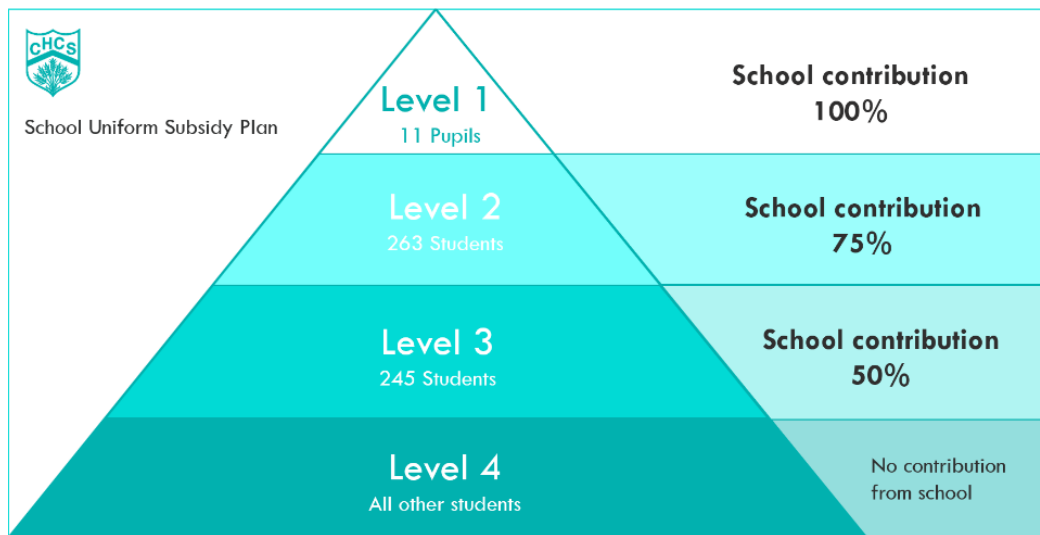 CHCS
School Uniform Subsidy Plan
Level 1
11 Pupils
School contribution
100%
Level 2
263 Students
School contribution
75%
Level 3
245 Students
School contribution
50%
Level 4
All other students
No contribution
from school